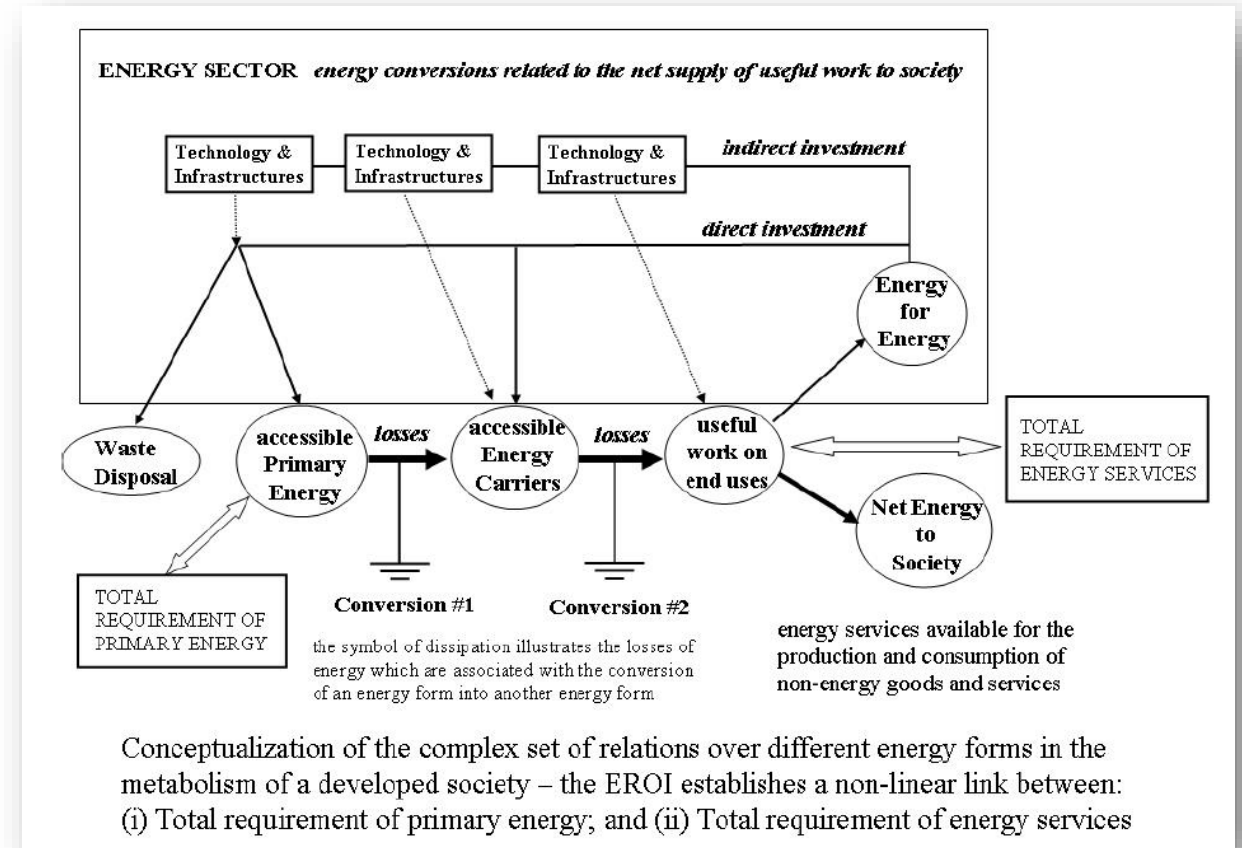 ENERGY SECTOR energy conversions related to the net supply of useful work to society
Technology &
Infrastructures
Technology &
Infrastructures
Technology &
Infrastructures
indirect investment
direct investment
Energy
for
Energy
Waste
Disposal
accessible
Primary
Energy
losses
accessible
Energy
Carriers
losses
useful
work on
end uses
TOTAL
REQUIREMENT OF
ENERGY SERVICES
Net Energy
to
Society
TOTAL
REQUIREMENT OF
PRIMARY ENERGY
Conversion #1
Conversion #2
the symbol of dissipation illustrates the losses of
energy which are associated with the conversion
of an energy form into another energy form
energy services available for the
production and consumption of
non-energy goods and services
Conceptualization of the complex set of relations over different energy forms in the
metabolism of a developed society – the EROI establishes a non-linear link between:
(i) Total requirement of primary energy; and (ii) Total requirement of energy services